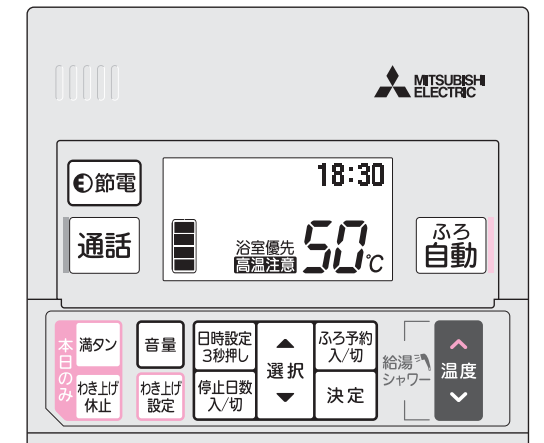 MITSUBISHI
ELECTRIC
節電
18:30
通話
浴室優先
高温注意
50℃
ふろ
自動
本日のみ
満タン
わき上げ
休止
音量
わき上げ
設定
日時設定
3秒押し
停止日数
入/切
選択
ふろ予約
入/切
決定
給湯
シャワー
温度